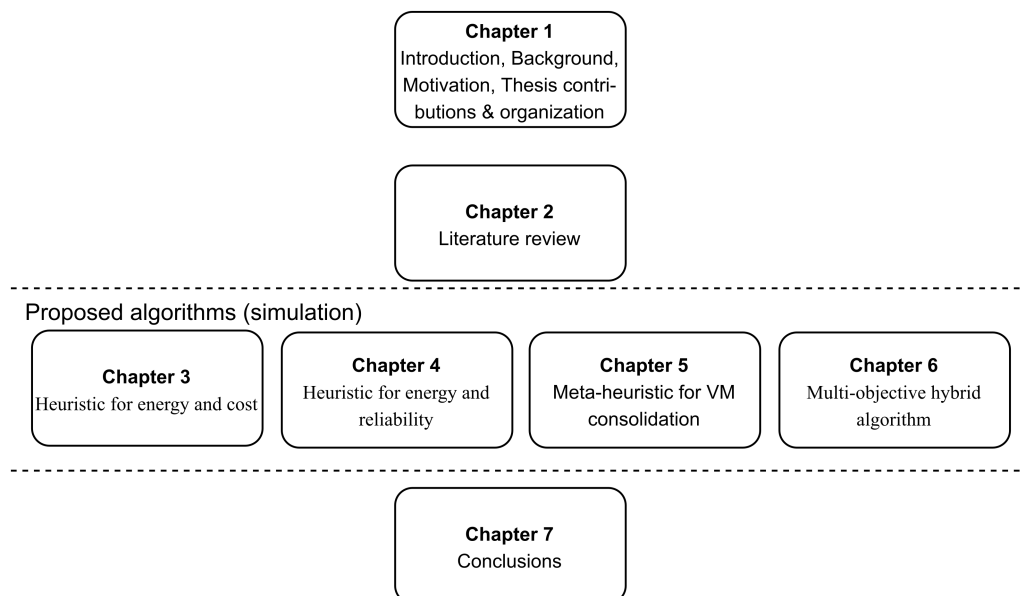 Chapter 1
Introduction, Background,
Motivation, Thesis contri-
butions & organization
Chapter 2
Literature review
Proposed algorithms (simulation)
Chapter 3
Heuristic for energy and cost
Chapter 4
Heuristic for energy and
reliability
Chapter 5
Meta-heuristic for VM
consolidation
Chapter 6
Multi-objective hybrid
algorithm
Chapter 7
Conclusions